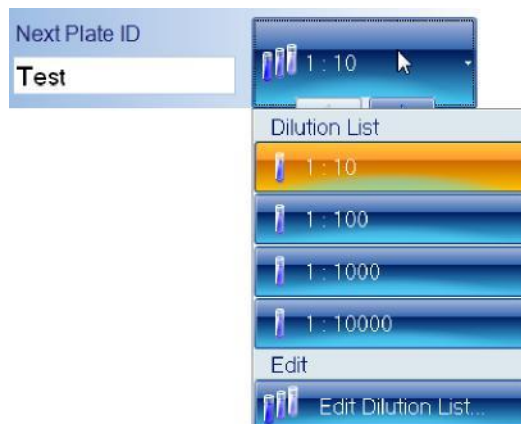 Next Plate ID
Test
1 : 10
Dilution List
1 : 10
1 : 100
1 : 1000
1 : 10000
Edit
Edit Dilution List...